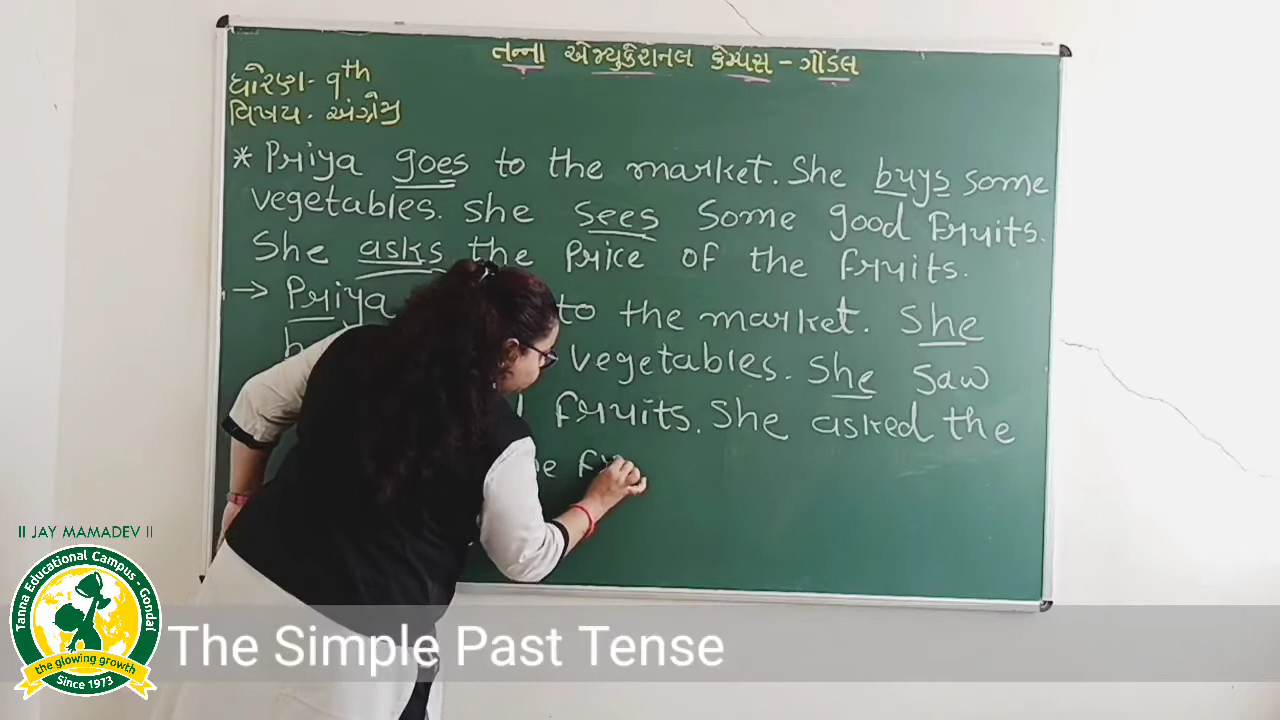 તન્ના એજ્યુકેશનલ કેમ્પસ - ગોંડલ
ધોરણ - 9th
વિષય - અંગ્રેજી
* Priya goes to the market. She buys some
vegetables. She sees some good fruits.
She asks the price of the fruits.
→ Priya to the market. She
vegetables. She saw
fruits. She asked the
II JAY MAMADEV II
Tanna Educational Campus - Gondal
the glowing growth
Since 1973
The Simple Past Tense